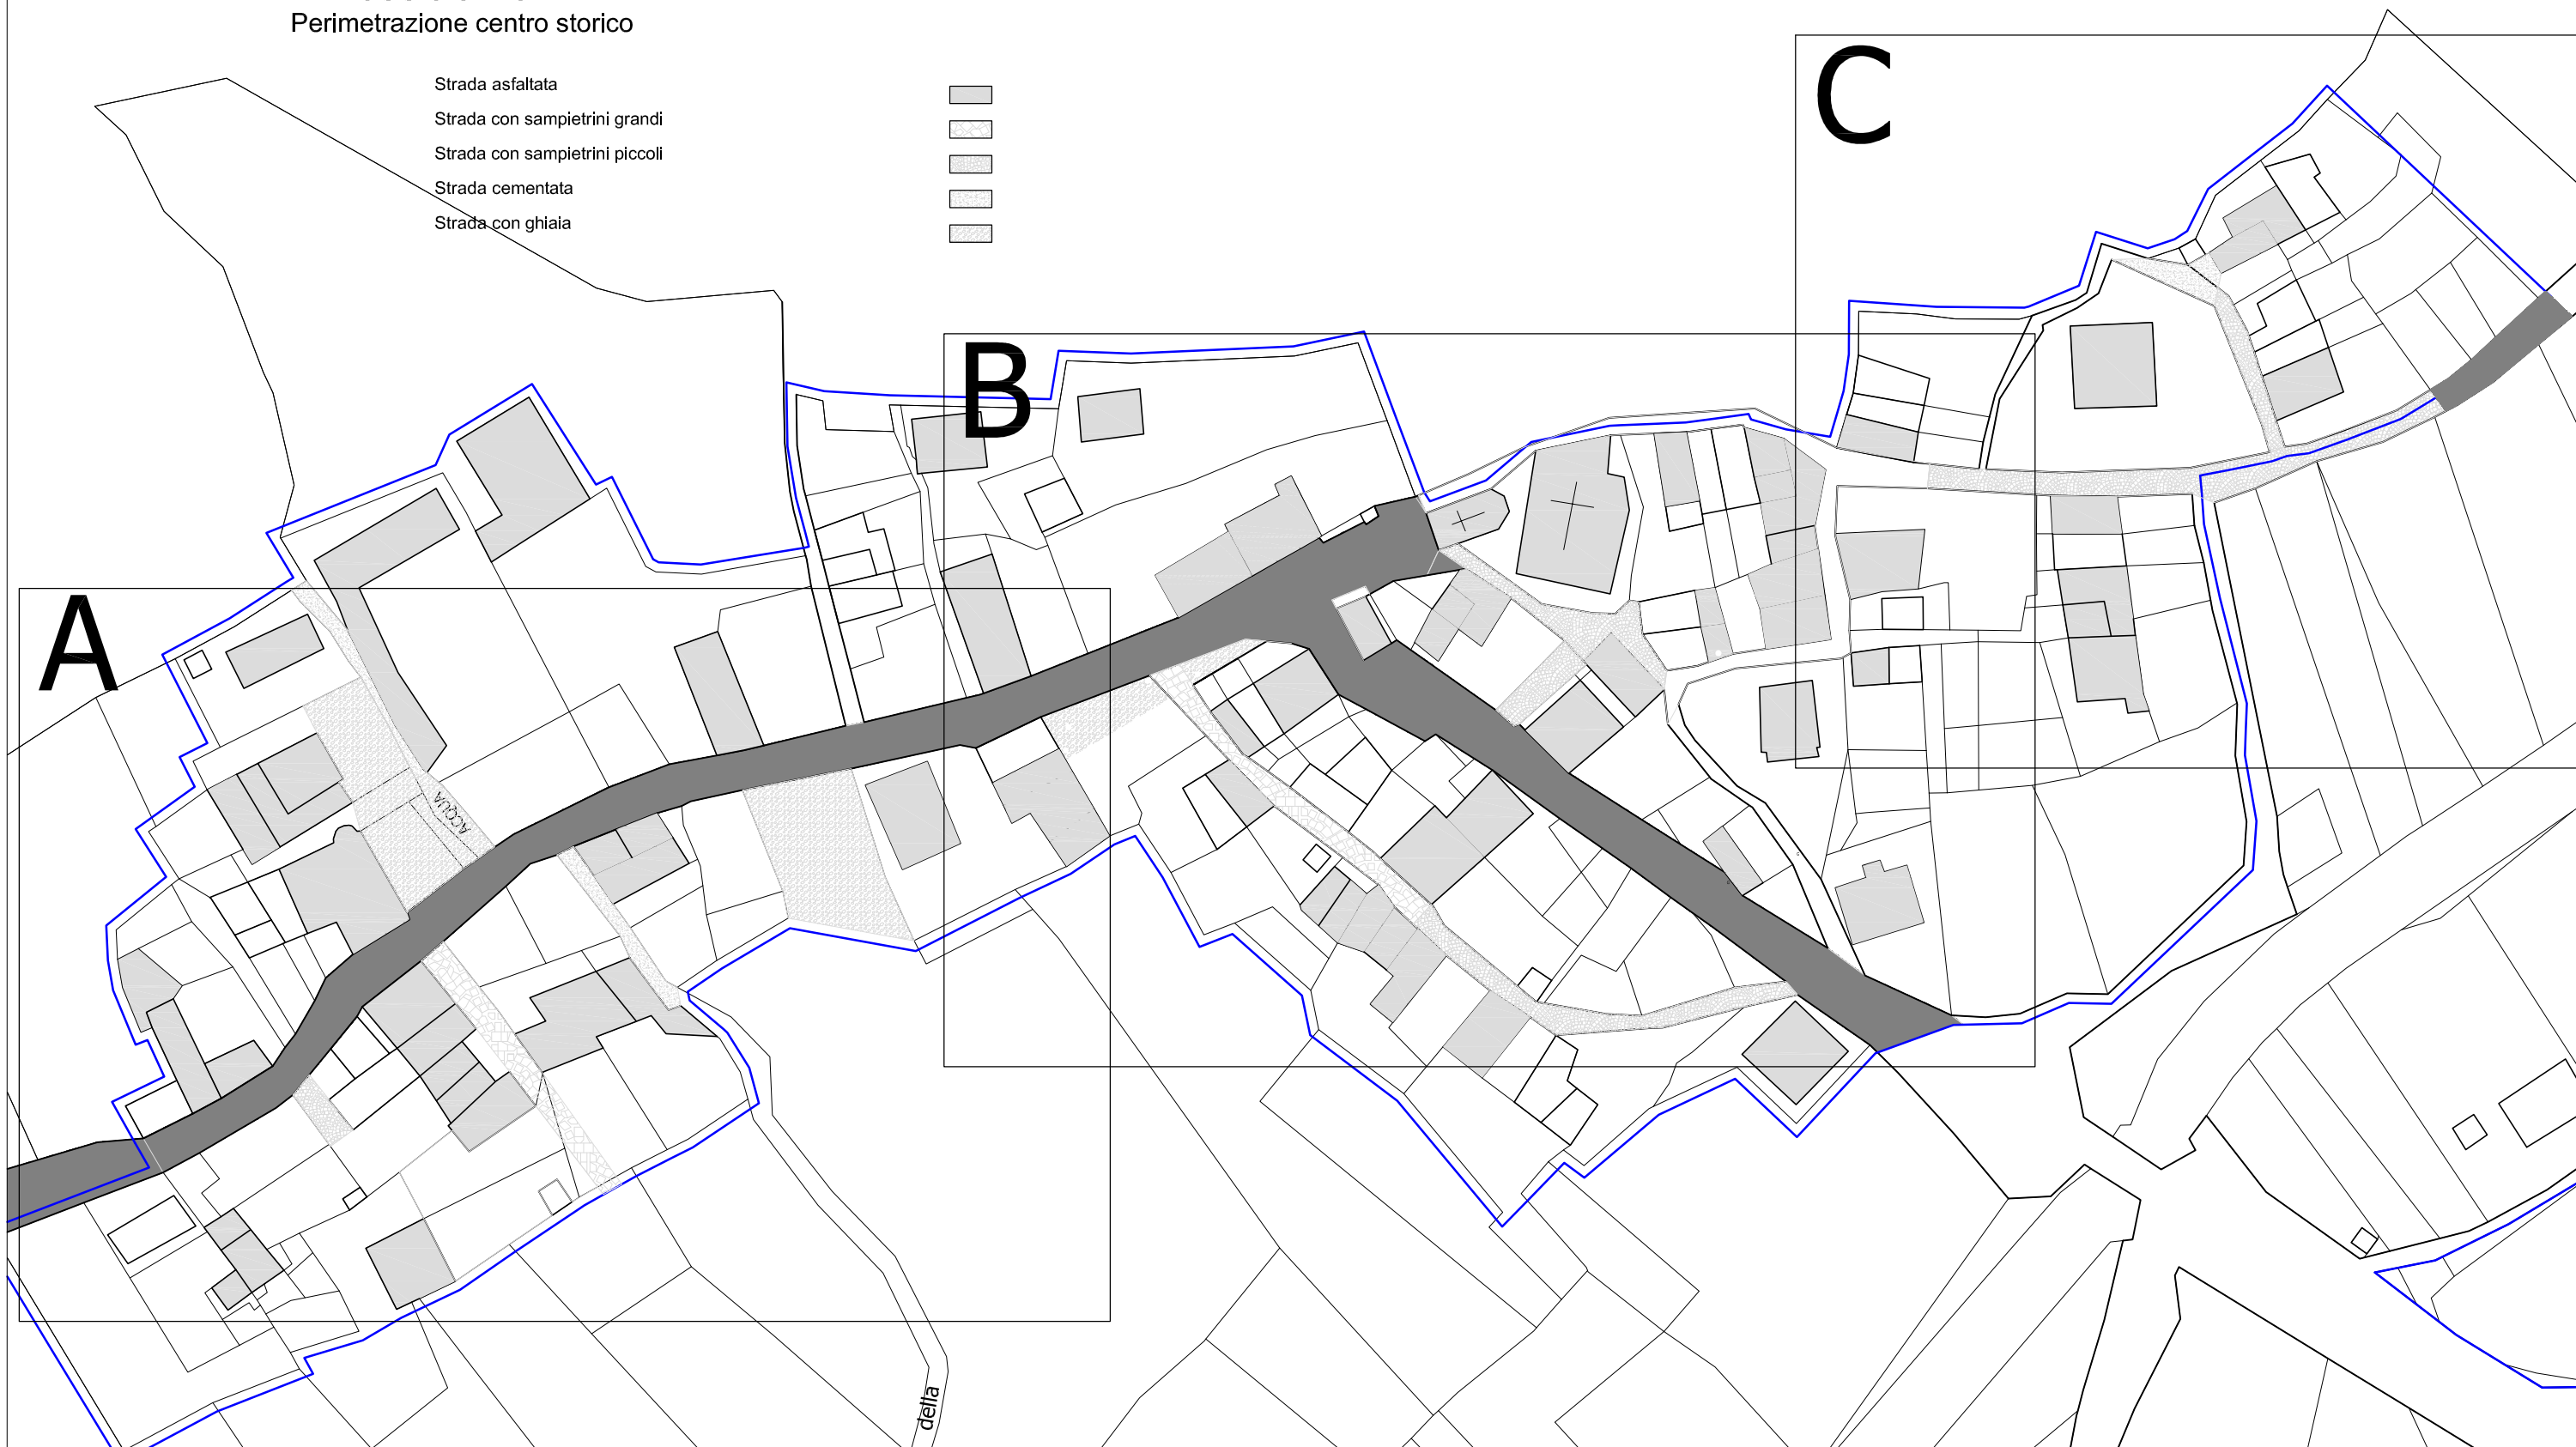 Perimetrazione centro storico
Strada asfaltata
Strada con sampietrini grandi
Strada con sampietrini piccoli
Strada cementata
Strada con ghiaia
C
B
A
ACQUA
della